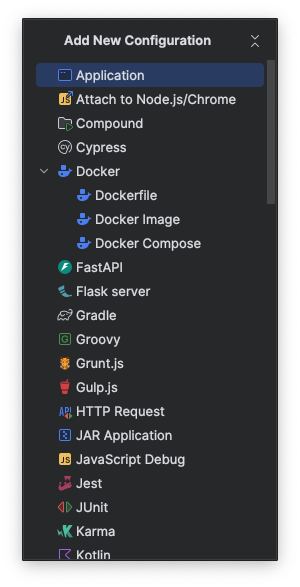 Add New Configuration
Application
Attach to Node.js/Chrome
Compound
Cypress
Docker
Dockerfile
Docker Image
Docker Compose
FastAPI
Flask server
Gradle
Groovy
Grunt.js
Gulp.js
HTTP Request
JAR Application
JavaScript Debug
Jest
JUnit
Karma
Kotlin